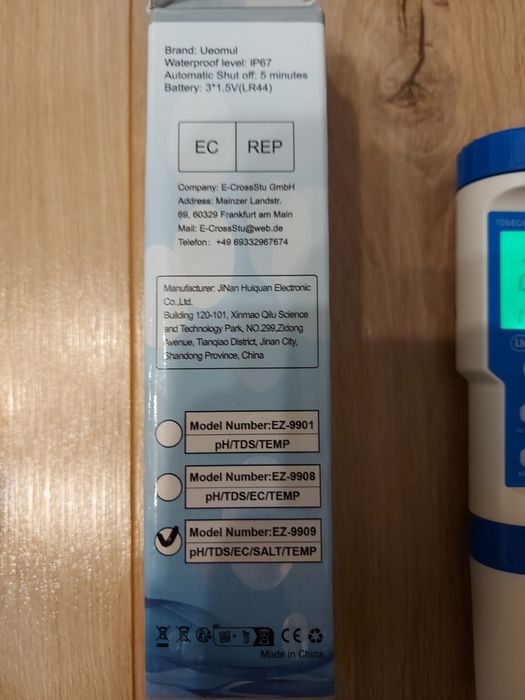 Brand: Ueomul
Waterproof level: IP67
Automatic Shut off: 5 minutes
Battery: 3*1.5V(LR44)
EC REP
Company: E-CrossStu GmbH
Address: Mainzer Landstr.
69, 60329 Frankfurt am Main
Mail: E-CrossStu@web.de
Telefon: +49 69332967674
Manufacturer: JiNan Huiquan Electronic
Co.,Ltd.
Building 120-101, Xinmao Qilu Science
and Technology Park, NO.299,Zidong
Avenue, Tianqiao District, Jinan City,
Shandong Province, China
Model Number:EZ-9901
pH/TDS/TEMP
Model Number:EZ-9908
pH/TDS/EC/TEMP
Model Number:EZ-9909
pH/TDS/EC/SALT/TEMP
CE
Made in China
TDS/EC/